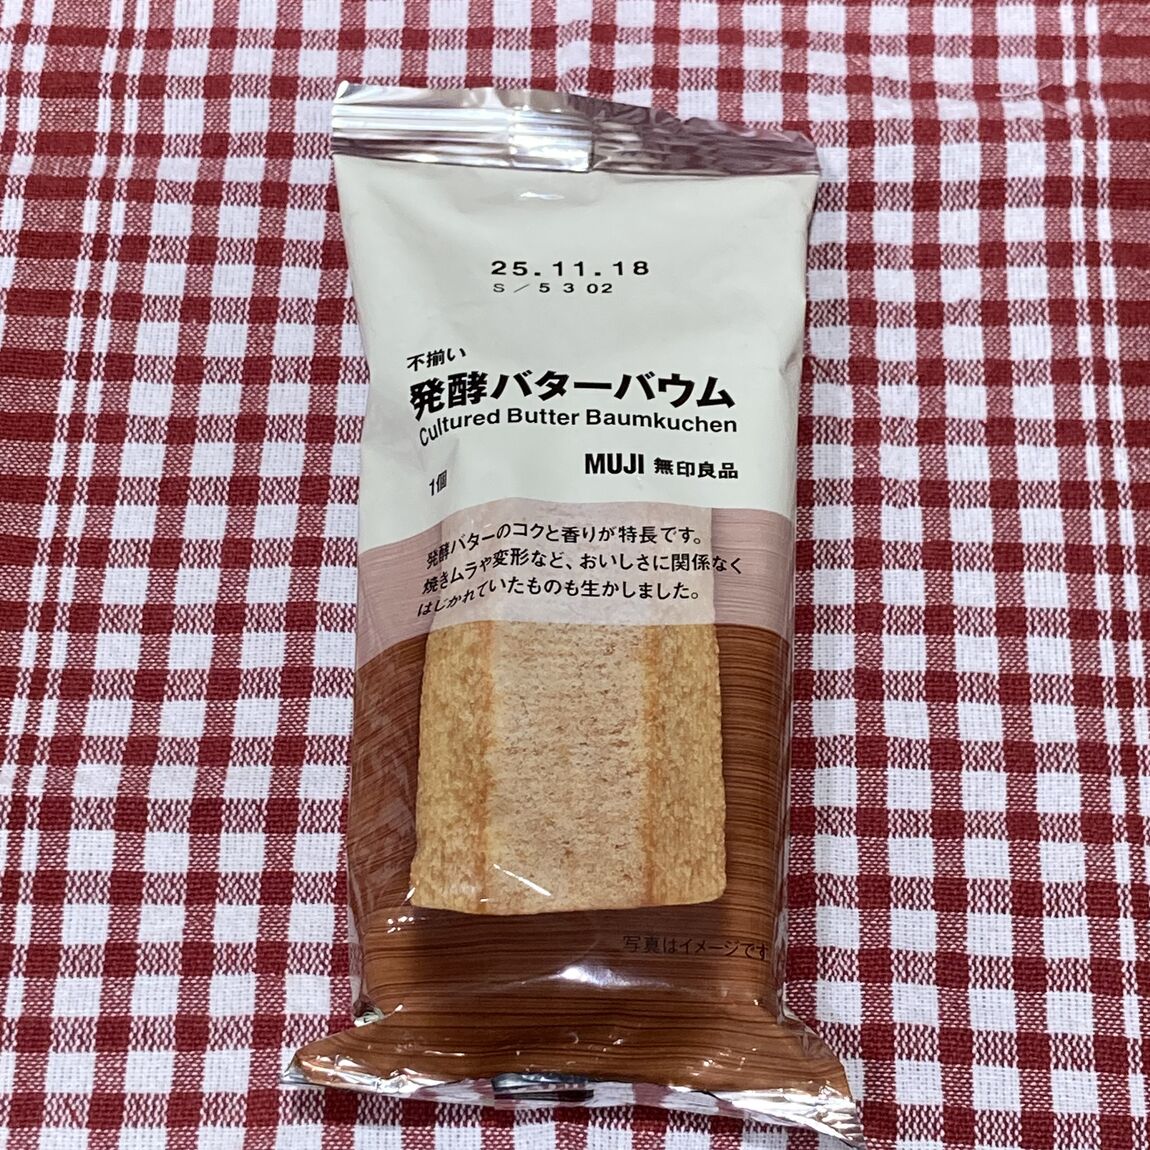 25.11.18
S／5 3 02
不揃い
発酵バターバウム
Cultured Butter Baumkuchen
MUJI 無印良品
1個
発酵バターのコクと香りが特長です。
焼きムラや変形など、おいしさに関係なく
はじかれていたものも生かしました。
写真はイメージです